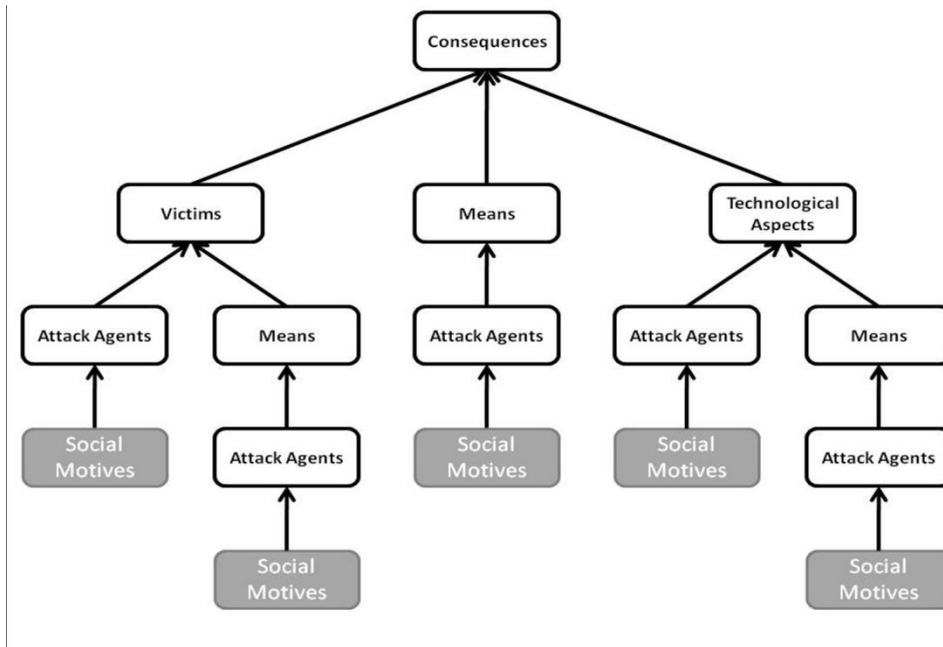 Consequences
Victims
Means
Technological
Aspects
Attack Agents
Means
Attack Agents
Attack Agents
Means
Social
Motives
Attack Agents
Social
Motives
Social
Motives
Attack Agents
Social
Motives
Social
Motives